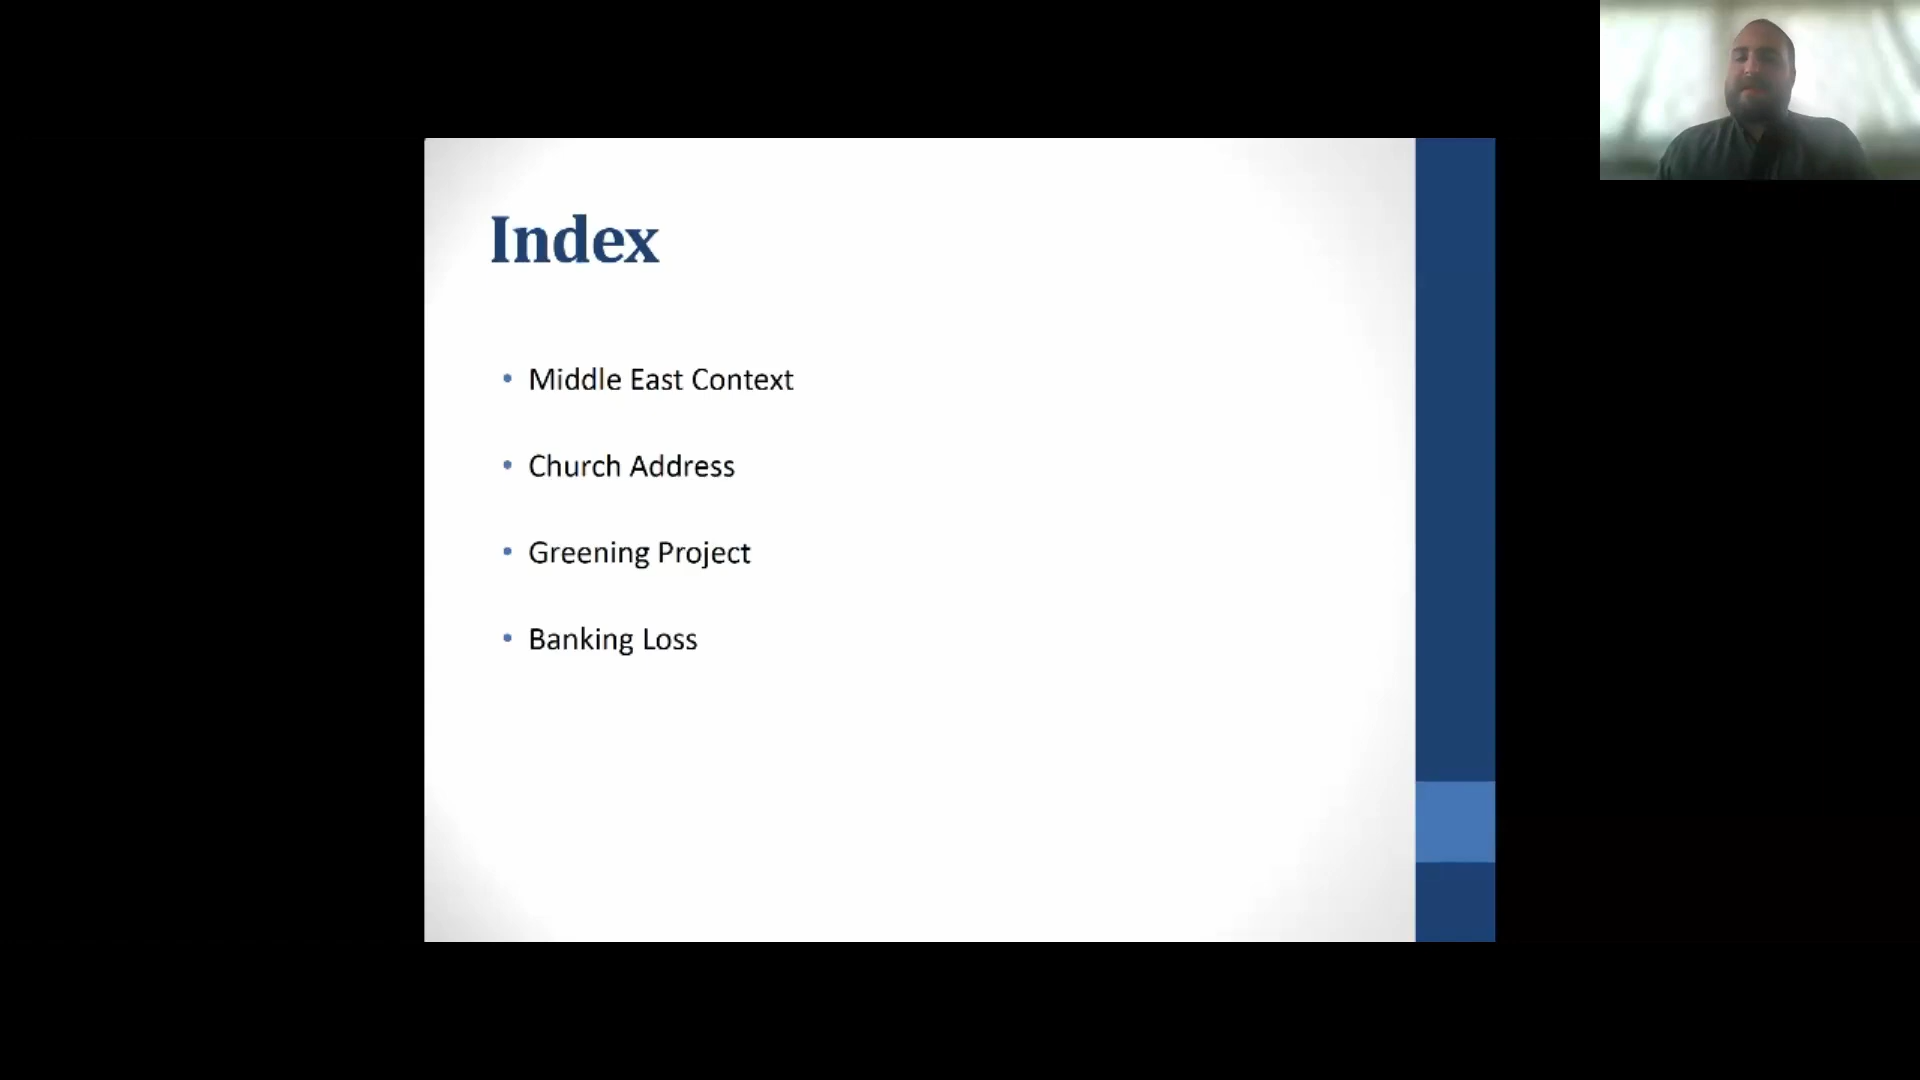 Index
• Middle East Context
• Church Address
• Greening Project
• Banking Loss